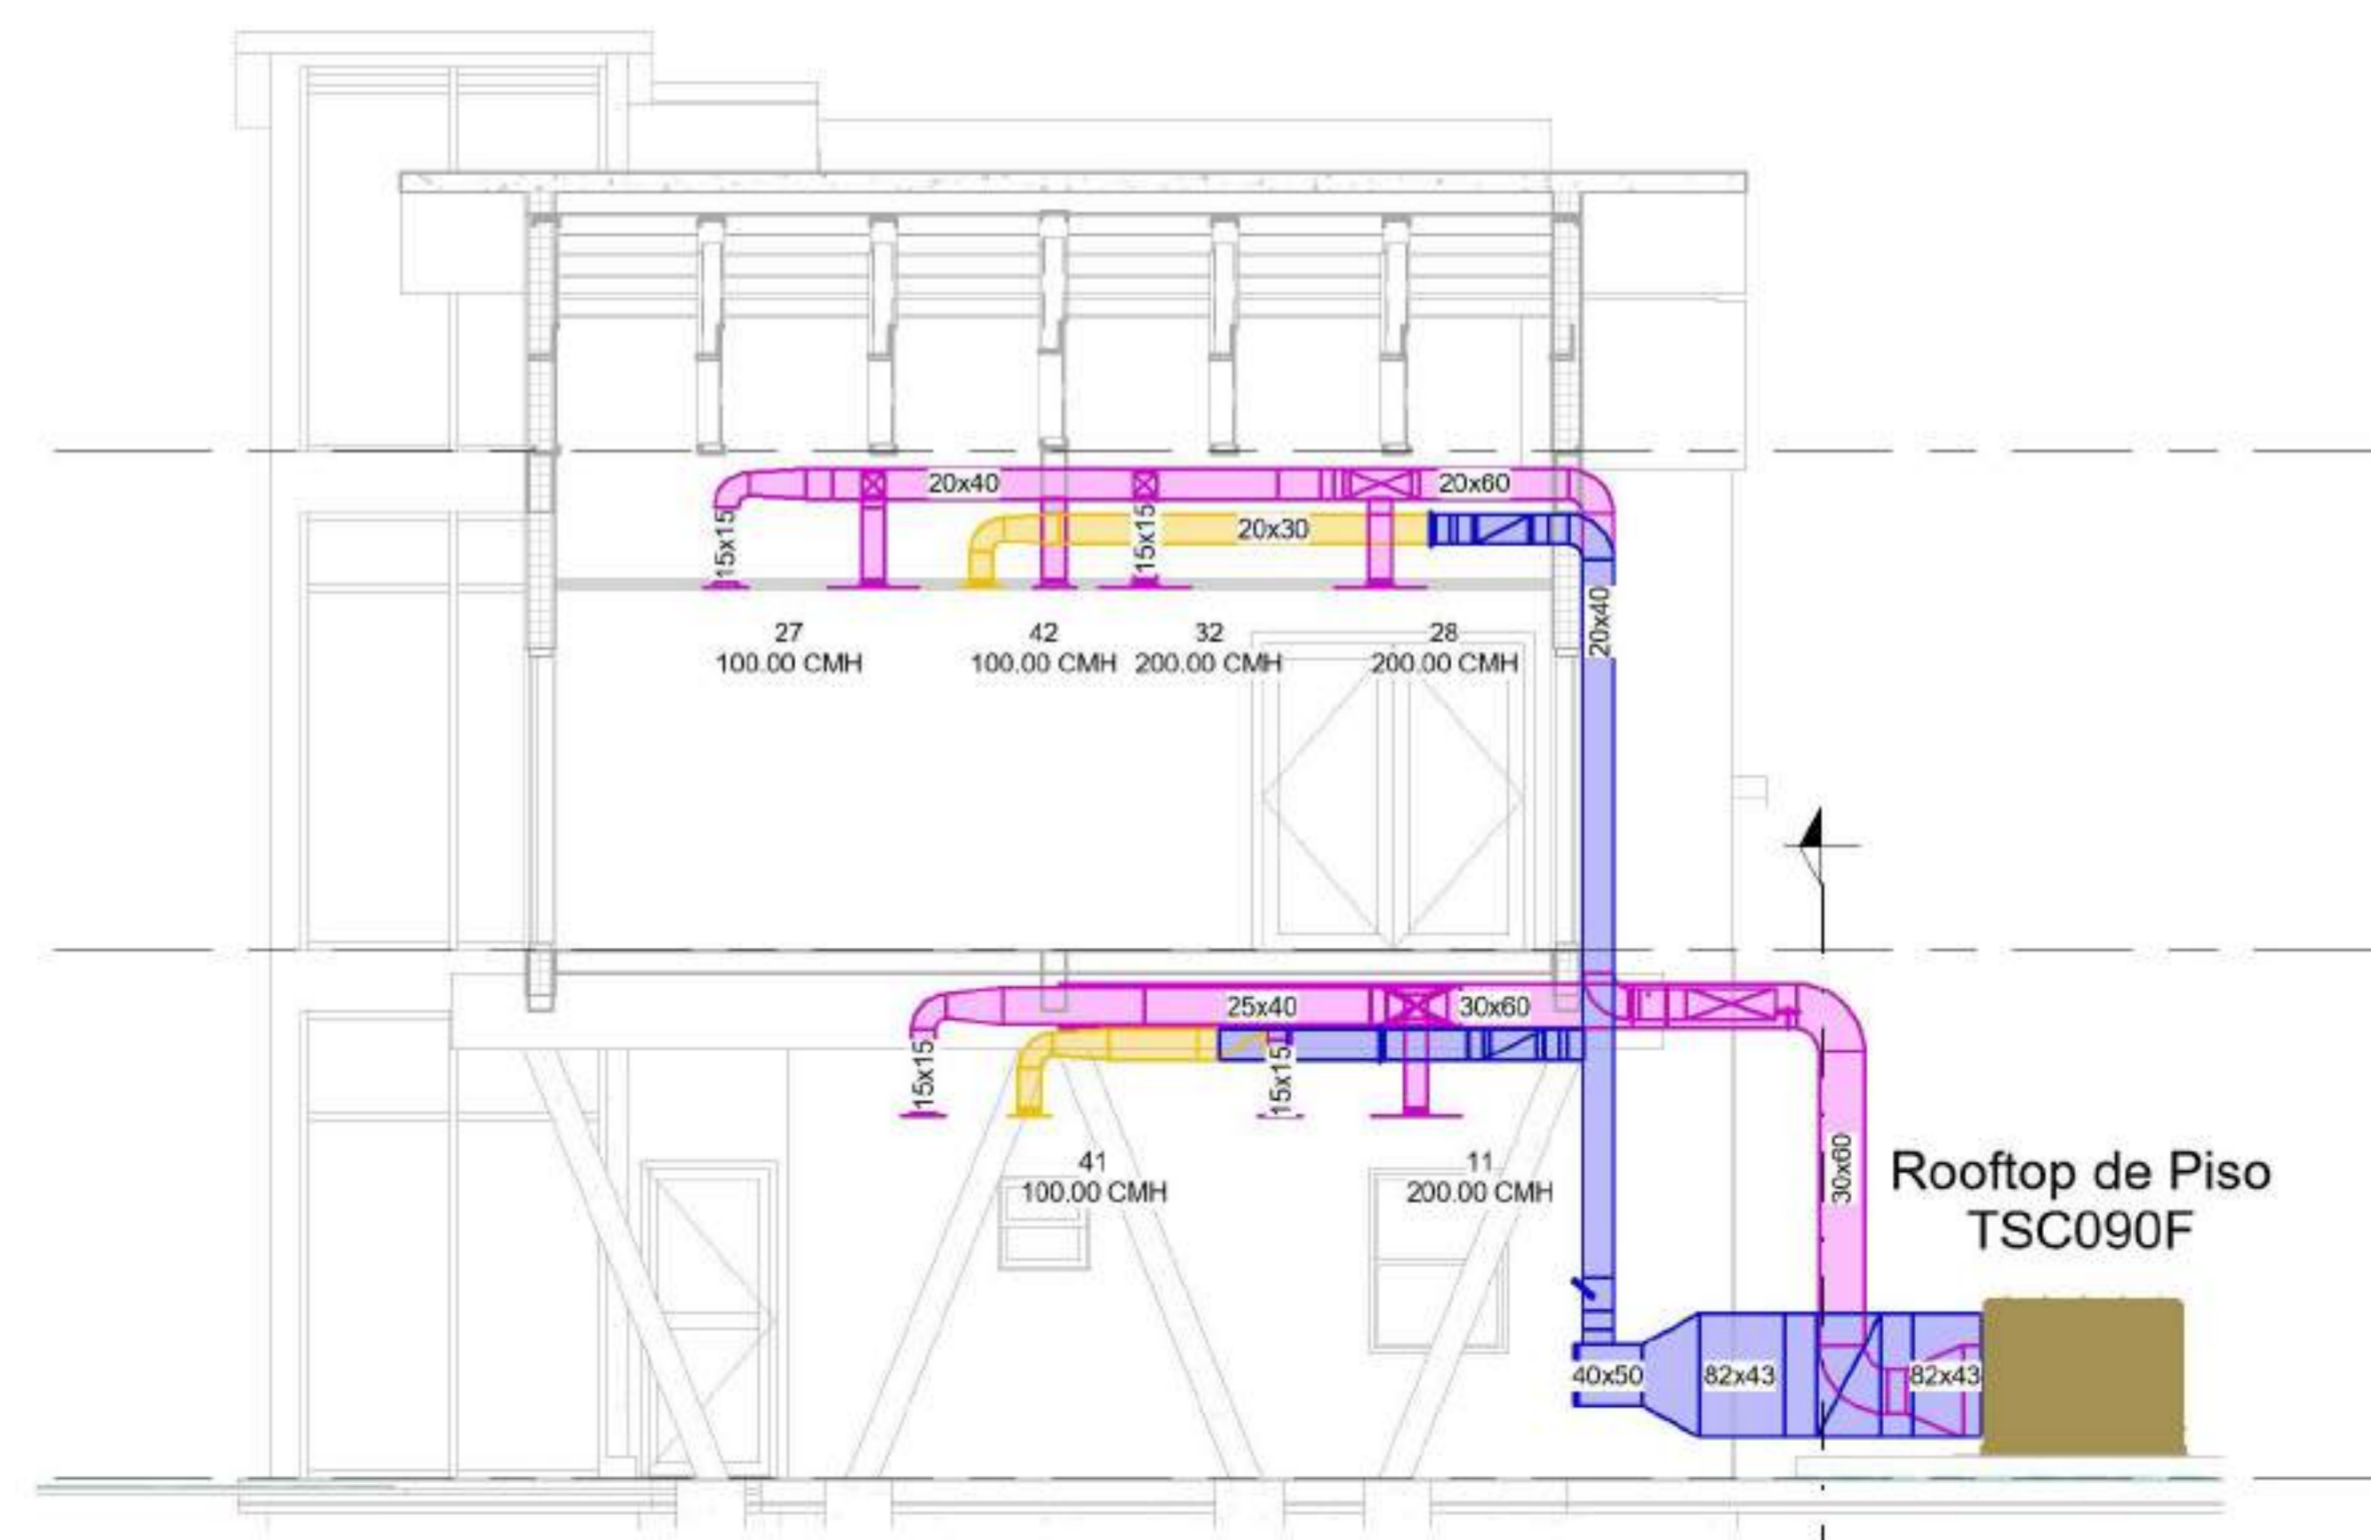 20x40
20x60
15x15
15x15
20x30
20x40
27
100.00 CMH
42
100.00 CMH
32
200.00 CMH
28
200.00 CMH
25x40
30x60
15x15
15x15
41
100.00 CMH
11
200.00 CMH
30x60
Rooftop de Piso
TSC090F
40x50
82x43
82x43